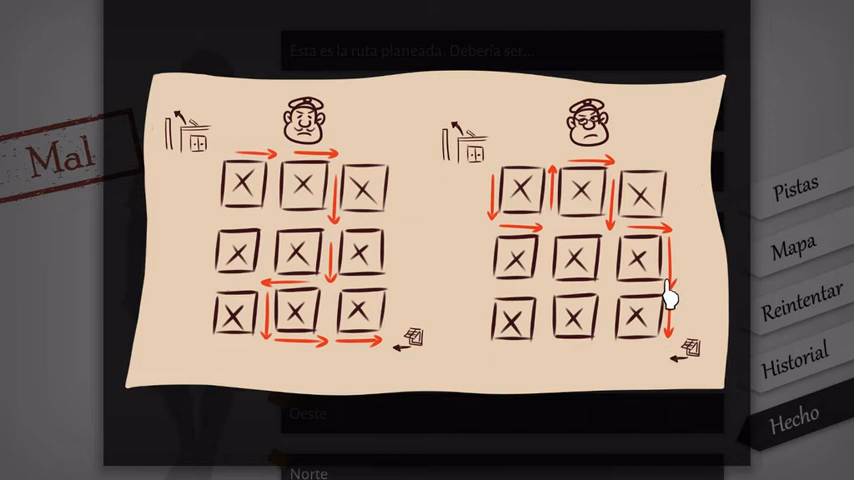 Esta es la ruta planeada. Debería ser...
Mal
Pistas
Mapa
Reintentar
Historial
Hecho
Oeste
Norte